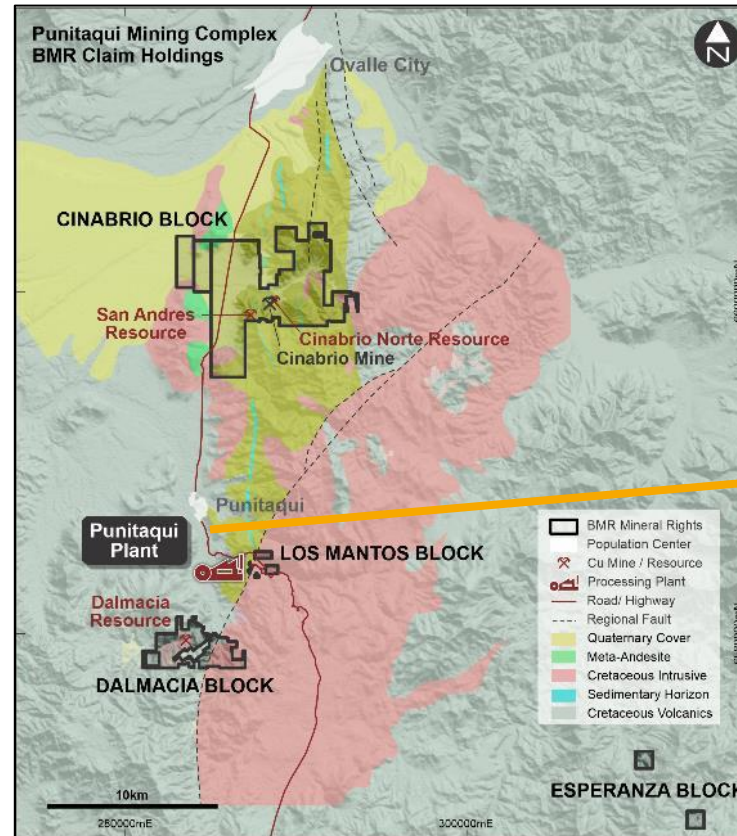 Punitaqui Mining Complex
BMR Claim Holdings
N
Ovalle City
CINABRIO BLOCK
San Andres
Resource
Cinabrio Norte Resource
Cinabrio Mine
Punitaqui
Punitaqui
Plant
LOS MANTOS BLOCK
Dalmacia
Resource
DALMACIA BLOCK
BMR Mineral Rights
Population Center
Cu Mine / Resource
Processing Plant
Road/ Highway
Regional Fault
Quaternary Cover
Meta-Andesite
Cretaceous Intrusive
Sedimentary Horizon
Cretaceous Volcanics
ESPERANZA BLOCK
10km
280000mE
300000mE